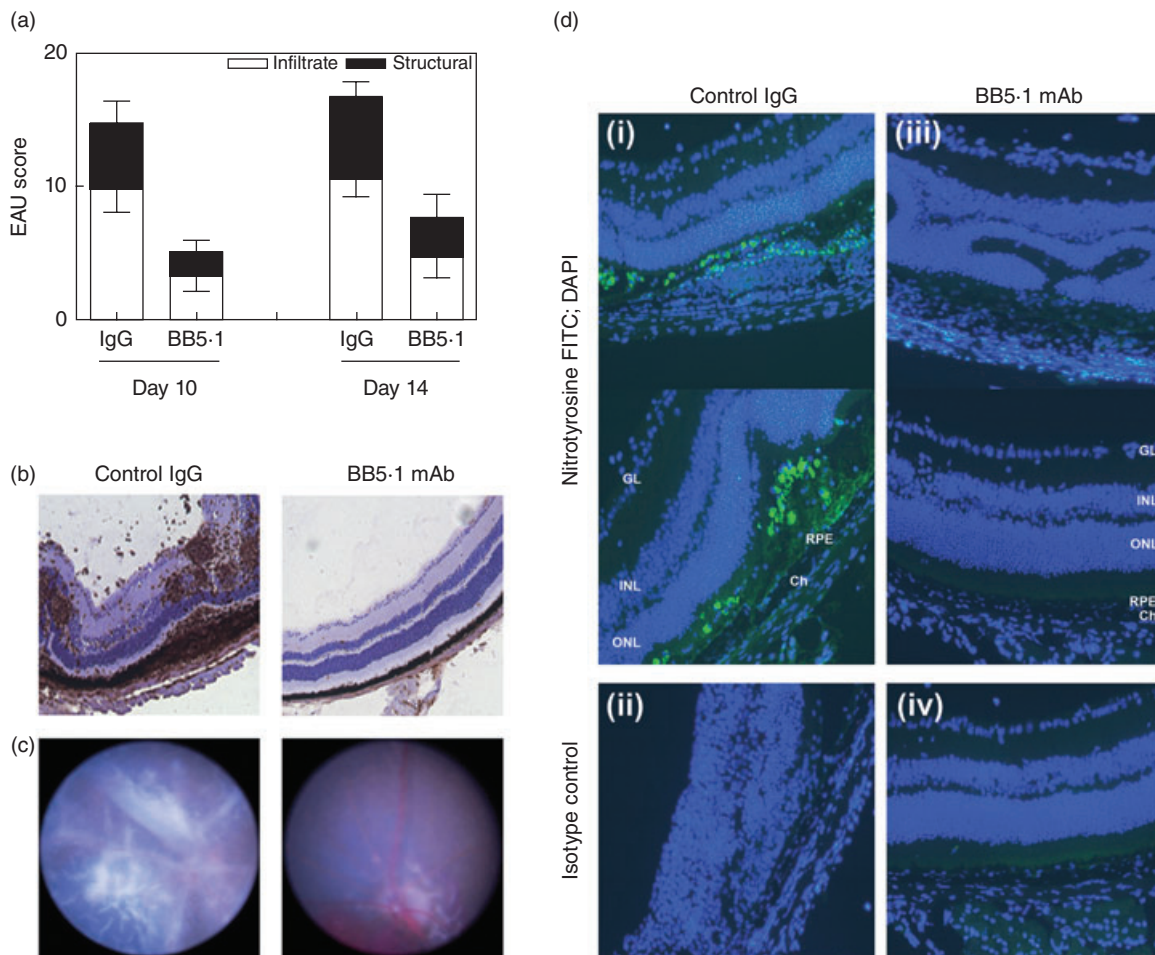 (a)
20
Infiltrate Structural
EAU score
10
0
IgG BB5·1 IgG BB5·1
Day 10 Day 14
(b)
Control IgG BB5·1 mAb
(c)
(d)
Control IgG BB5·1 mAb
Nitrotyrosine FITC; DAPI
(i) (iii)
GL
INL
ONL
RPE
Ch
GL
INL
ONL
RPE
Ch
Isotype control
(ii) (iv)